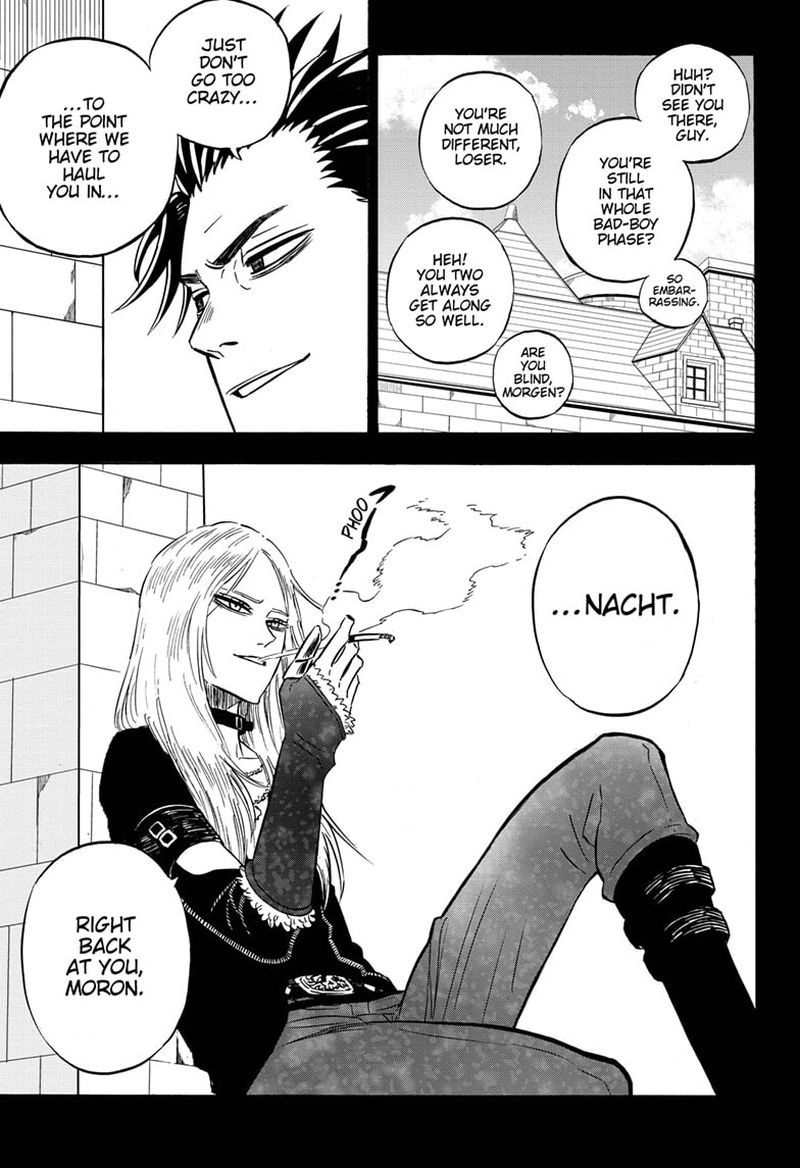 HUH?
DIDN'T
SEE YOU
THERE,
GUY.
YOU'RE
STILL
IN THAT
WHOLE
BAD-BOY
PHASE?
SO
EMBAR-
RASSING.
YOU'RE
NOT MUCH
DIFFERENT,
LOSER.
HEH!
YOU TWO
ALWAYS
GET ALONG
SO WELL.
ARE
YOU
BLIND,
MORGEN?
JUST
DON'T
GO TOO
CRAZY...
...TO
THE POINT
WHERE WE
HAVE TO
HAUL
YOU IN...
...NACHT.
PHOO
RIGHT
BACK
AT YOU,
MORON.